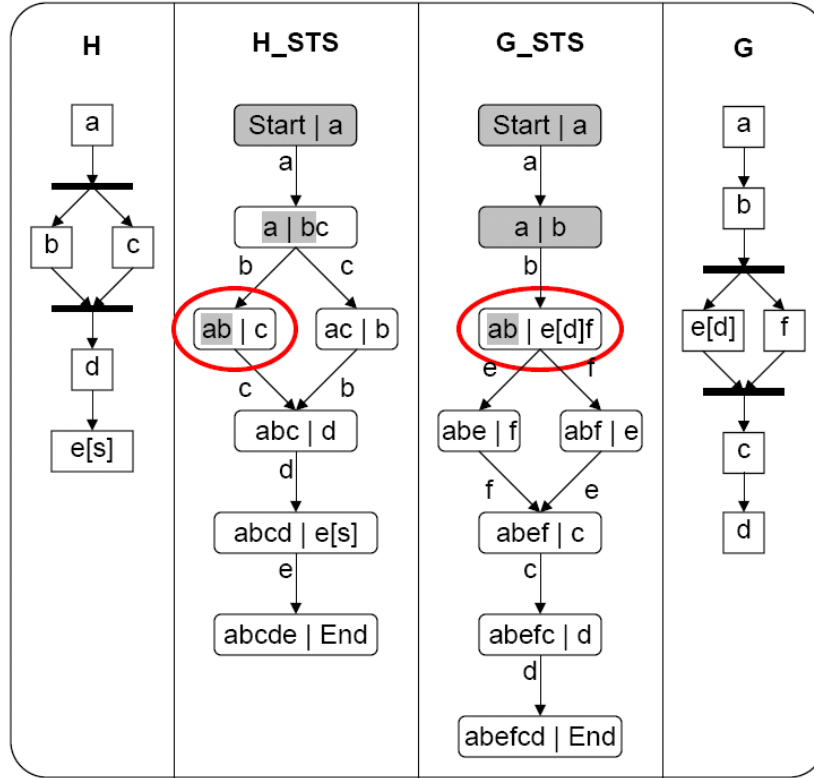 H
a
b
c
d
e[s]
H_STS
Start | a
a
a | bc
b
c
ab | c
ac | b
c
b
abc | d
d
abcd | e[s]
e
abcde | End
G_STS
Start | a
a
a | b
b
ab | e[d]f
e
f
abe | f
abf | e
f
e
abef | c
c
abefc | d
d
abefcd | End
G
a
b
e[d]
f
c
d